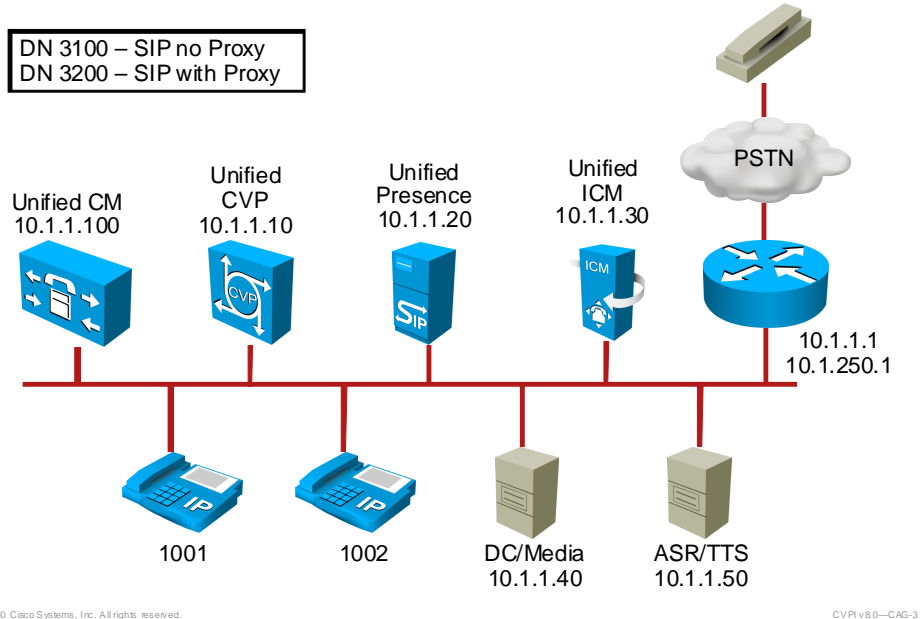 DN 3100 – SIP no Proxy
DN 3200 – SIP with Proxy
PSTN
Unified CM
10.1.1.100
Unified
CVP
10.1.1.10
Unified
Presence
10.1.1.20
Unified
ICM
10.1.1.30
CVP
SIP
ICM
10.1.1.1
10.1.250.1
IP
IP
1001
1002
DC/Media
10.1.1.40
ASR/TTS
10.1.1.50
0 Cisco Systems, Inc. All rights reserved.
CVPI v8.0—CAG-3